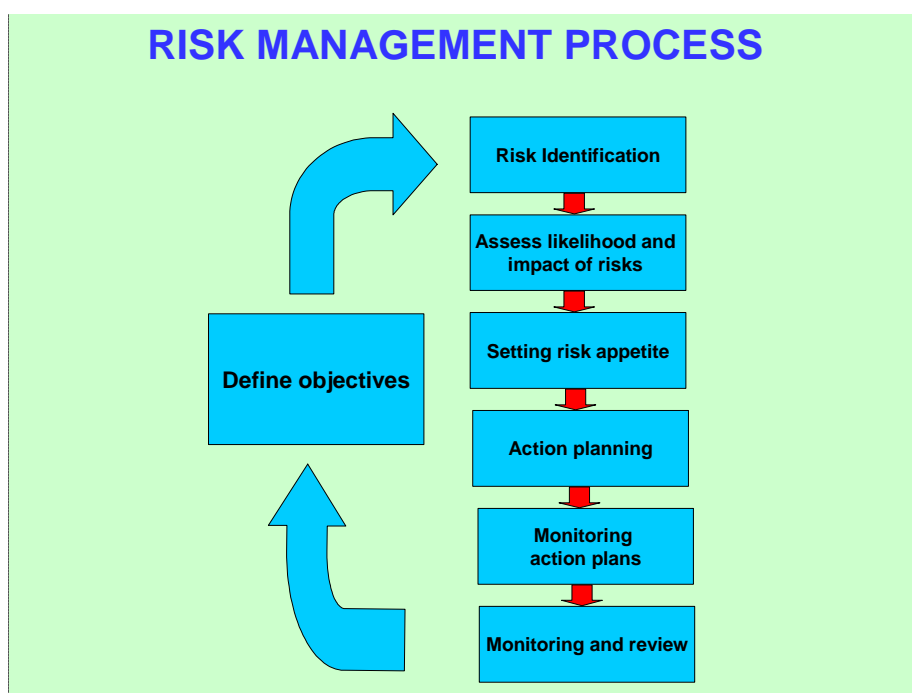 RISK MANAGEMENT PROCESS
Risk Identification
Assess likelihood and
impact of risks
Setting risk appetite
Define objectives
Action planning
Monitoring
action plans
Monitoring and review